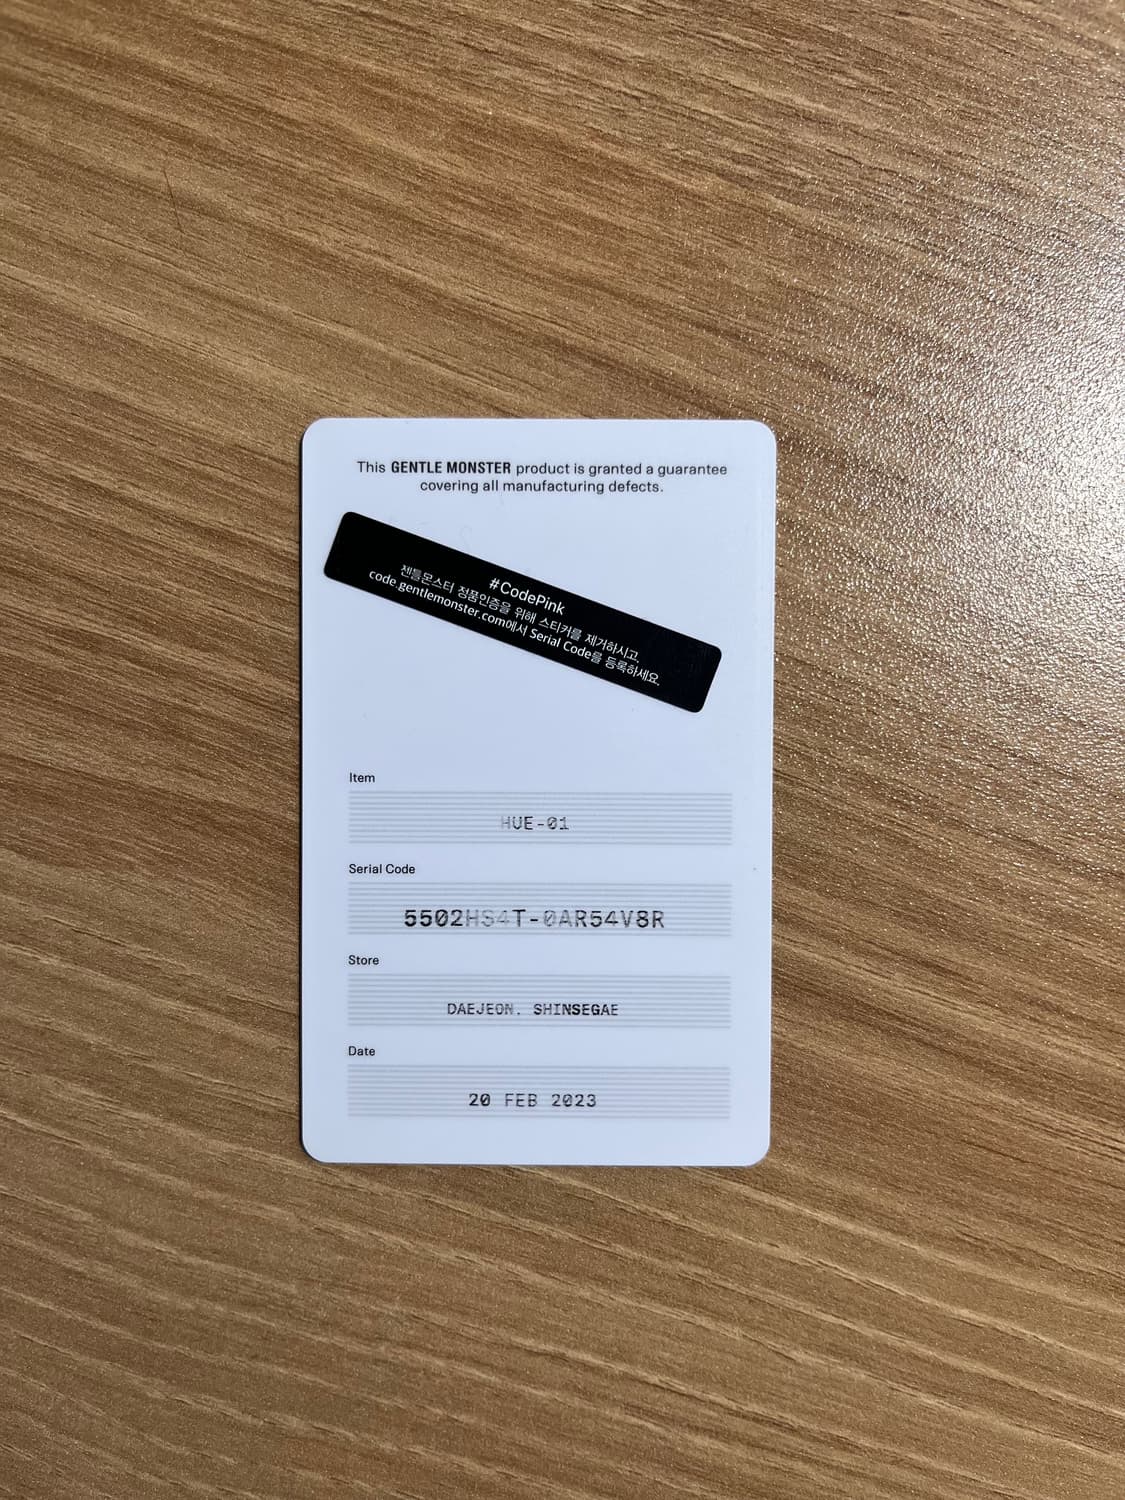 This GENTLE MONSTER product is granted a guarantee
covering all manufacturing defects.
#CodePink
젠틀몬스터 정품인증을 위해 스티커를 제거하시고,
code.gentlemonster.com에서 Serial Code를 등록하세요.
Item
HUE-01
Serial Code
5502HS4T-0AR54V8R
Store
DAEJEON. SHINSEGAE
Date
20 FEB 2023